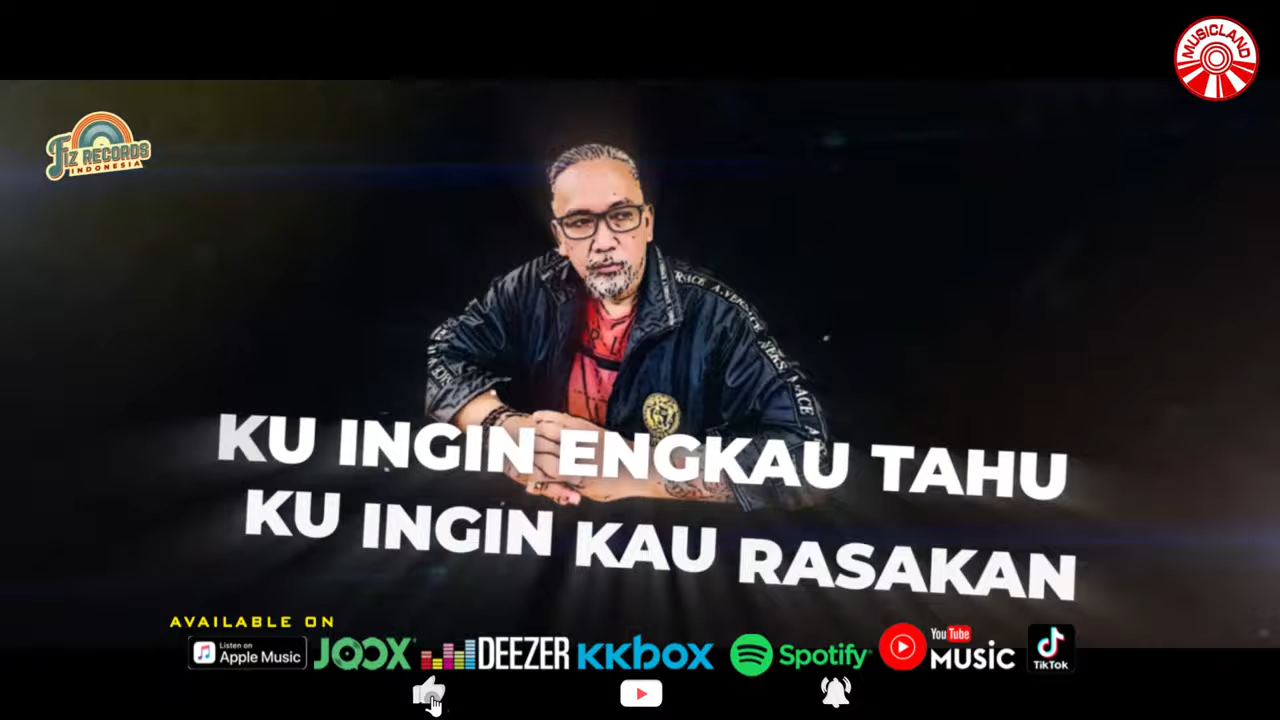 MUSICLAND
FIZ RECORDS
INDONESIA
KU INGIN ENGKAU TAHU
KU INGIN KAU RASAKAN
AVAILABLE ON
Listen on
Apple Music
JOOX
DEEZER
KKBOX
Spotify
YouTube
MUSIC
TikTok